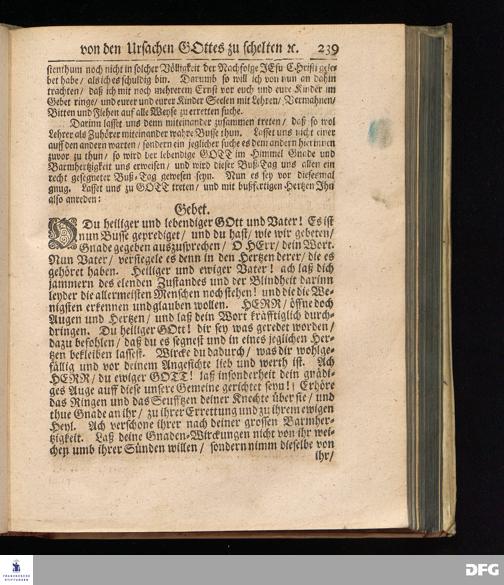 von den Ursachen GOttes zu schelten ꝛc. 239
stenthum noch nicht in solcher Völligkeit der Nachfolge JEsu CHristi gele-
bet habe / als ich es schuldig bin. Darumb so will ich von nun an dahin
trachten / daß ich mit noch mehrerem Ernst vor euch und eure Kinder im
Gebet ringe / und eurer und eurer Kinder Seelen mit Lehren / Vermahnen /
Bitten und Flehen auf alle Weyse zu erretten suche.
Darinn lasset uns denn miteinander zusammen treten / daß so wol
Lehrer als Zuhörer miteinander wahre Busse thun. Lasset uns nicht einer
auff den andern warten / sondern ein jeglicher suche es dem andern hierinnen
zuvor zu thun / so wird der lebendige GOTT im Himmel Gnade und
Barmhertzigkeit uns erweisen / und wird dieser Buß-Tag uns allen ein
recht gesegneter Buß-Tag gewesen seyn. Nun es sey vor diesesmal
gnug. Lasset uns zu GOTT treten / und mit bußfertigen Hertzen Jhn
also anreden:
Gebet.
Du heiliger und lebendiger GOtt und Vater! Es ist
nun Busse geprediget / und du hast / wie wir gebeten /
Gnade gegeben auszusprechen / O HErr / dein Wort.
Nun Vater / versiegele es denn in den Hertzen derer / die es
gehöret haben. Heiliger und ewiger Vater! ach laß dich
jammern des elenden Zustandes und der Blindheit darinn
leyder die allermeisten Menschen noch stehen! und die die We-
nigsten erkennen und glauben wollen. HERR / öffne doch
Augen und Hertzen / und laß dein Wort kräfftiglich durch-
dringen. Du heiliger GOtt! dir sey was geredet worden /
dazu befohlen / daß du es segnest und in eines jeglichen Her-
tzen bekleiben lassest. Wircke du dadurch / was dir wohlge-
fällig und vor deinem Angesichte lieb und werth ist. Ach
HERR / du ewiger GOTT! laß insonderheit dein gnädi-
ges Auge auff diese unsere Gemeine gerichtet seyn! Erhöre
das Ringen und das Seufftzen deiner Knechte über sie / und
thue Gnade an ihr / zu ihrer Errettung und zu ihrem ewigen
Heyl. Ach verschone ihrer nach deiner grossen Barmher-
tzigkeit. Laß deine Gnaden-Wirckungen nicht von ihr wei-
chen umb ihrer Sünden willen / sondern nimm dieselbe von
ihr /
FRANCKESCHE
STIFTUNGEN
DFG